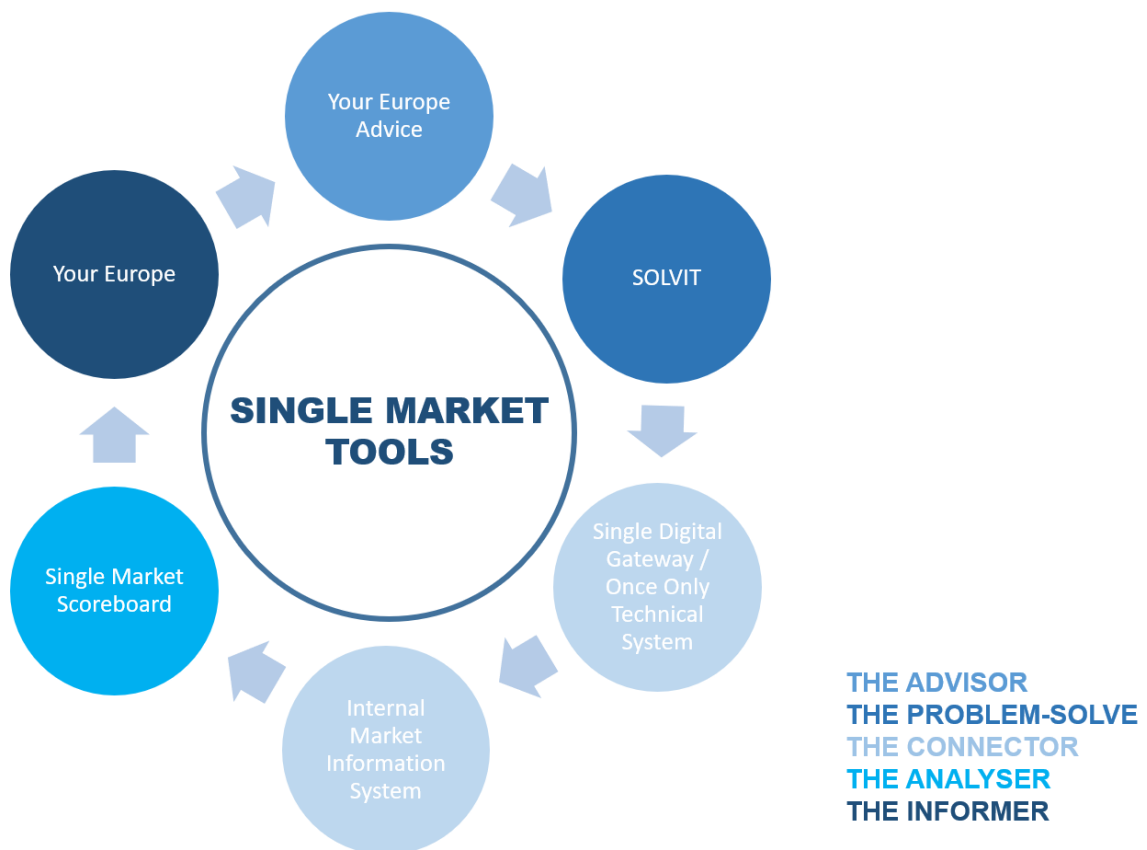 Your Europe
Advice
Your Europe
SOLVIT
SINGLE MARKET
TOOLS
Single Digital
Gateway /
Once Only
Technical
System
Single Market
Scoreboard
Internal
Market
Information
System
THE ADVISOR
THE PROBLEM-SOLVE
THE CONNECTOR
THE ANALYSER
THE INFORMER